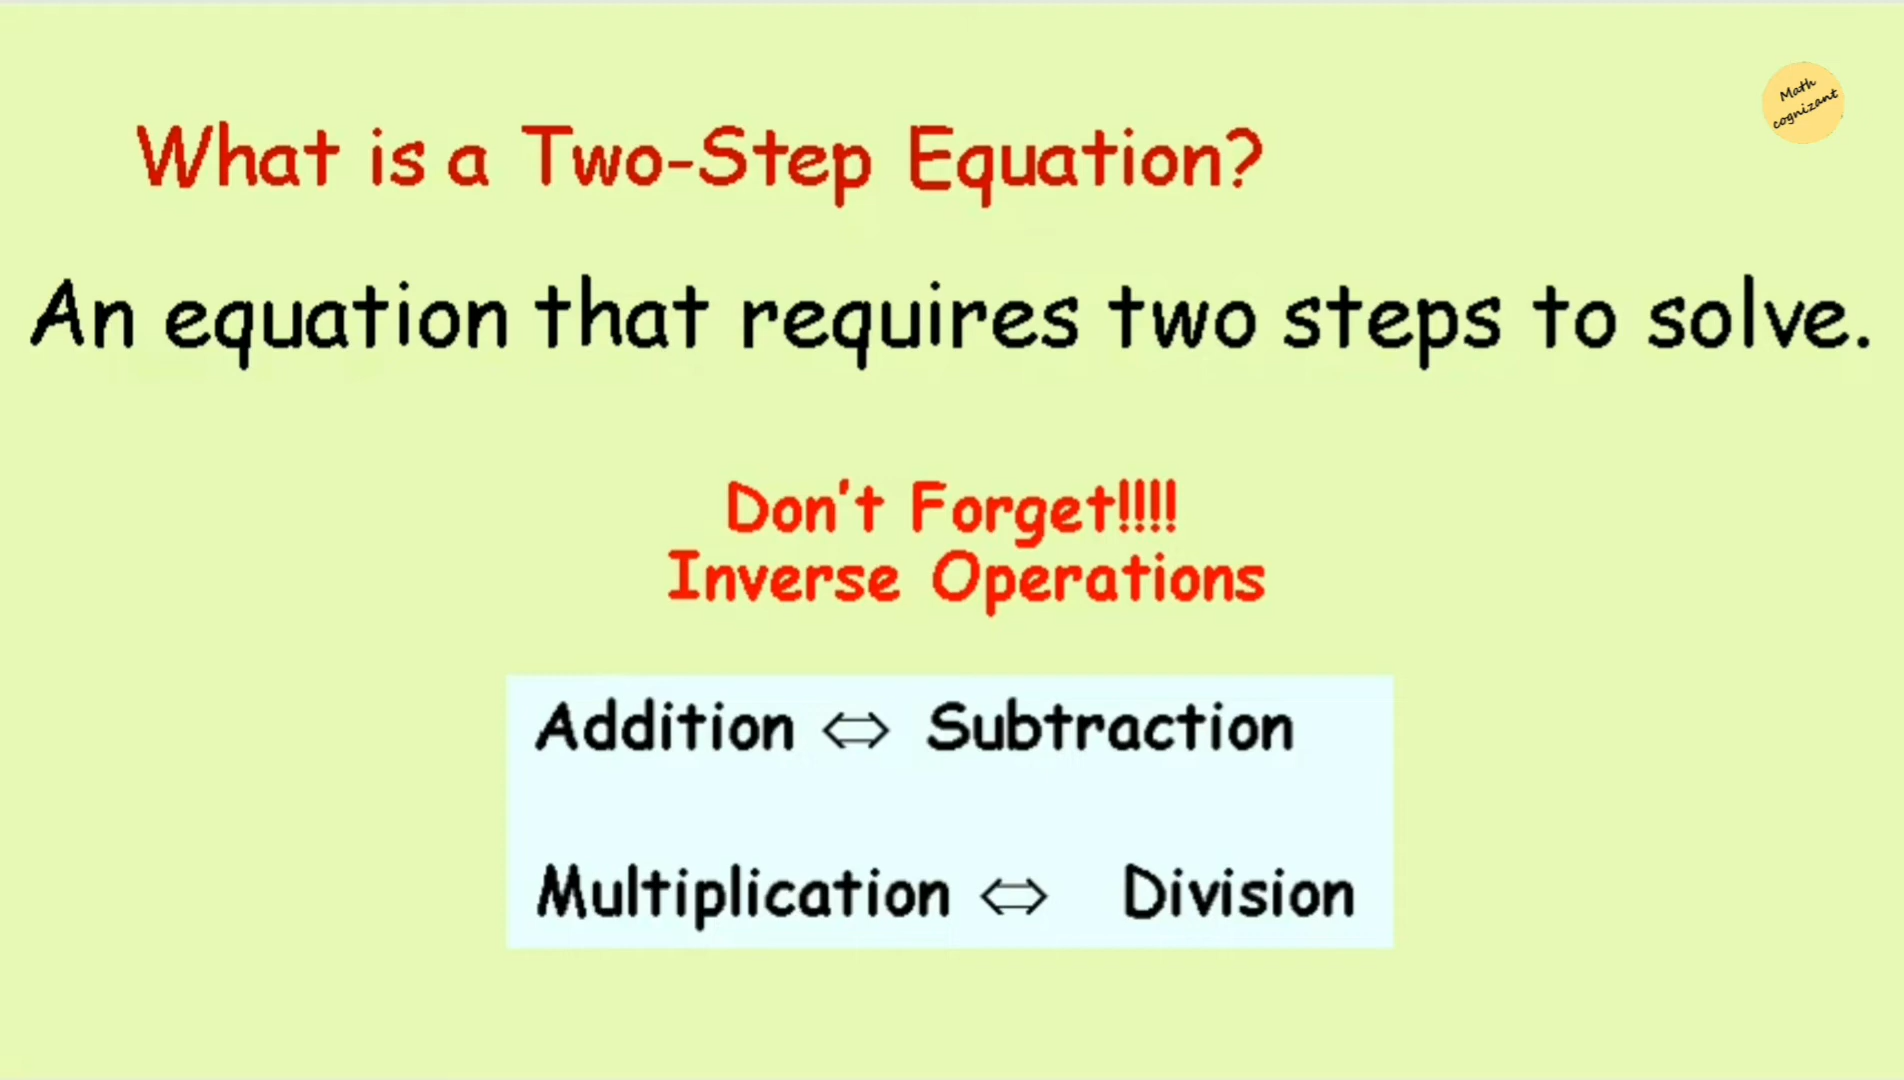 Math
cognizant
What is a Two-Step Equation?
An equation that requires two steps to solve.
Don't Forget!!!!
Inverse Operations
Addition ⇔ Subtraction
Multiplication ⇔ Division